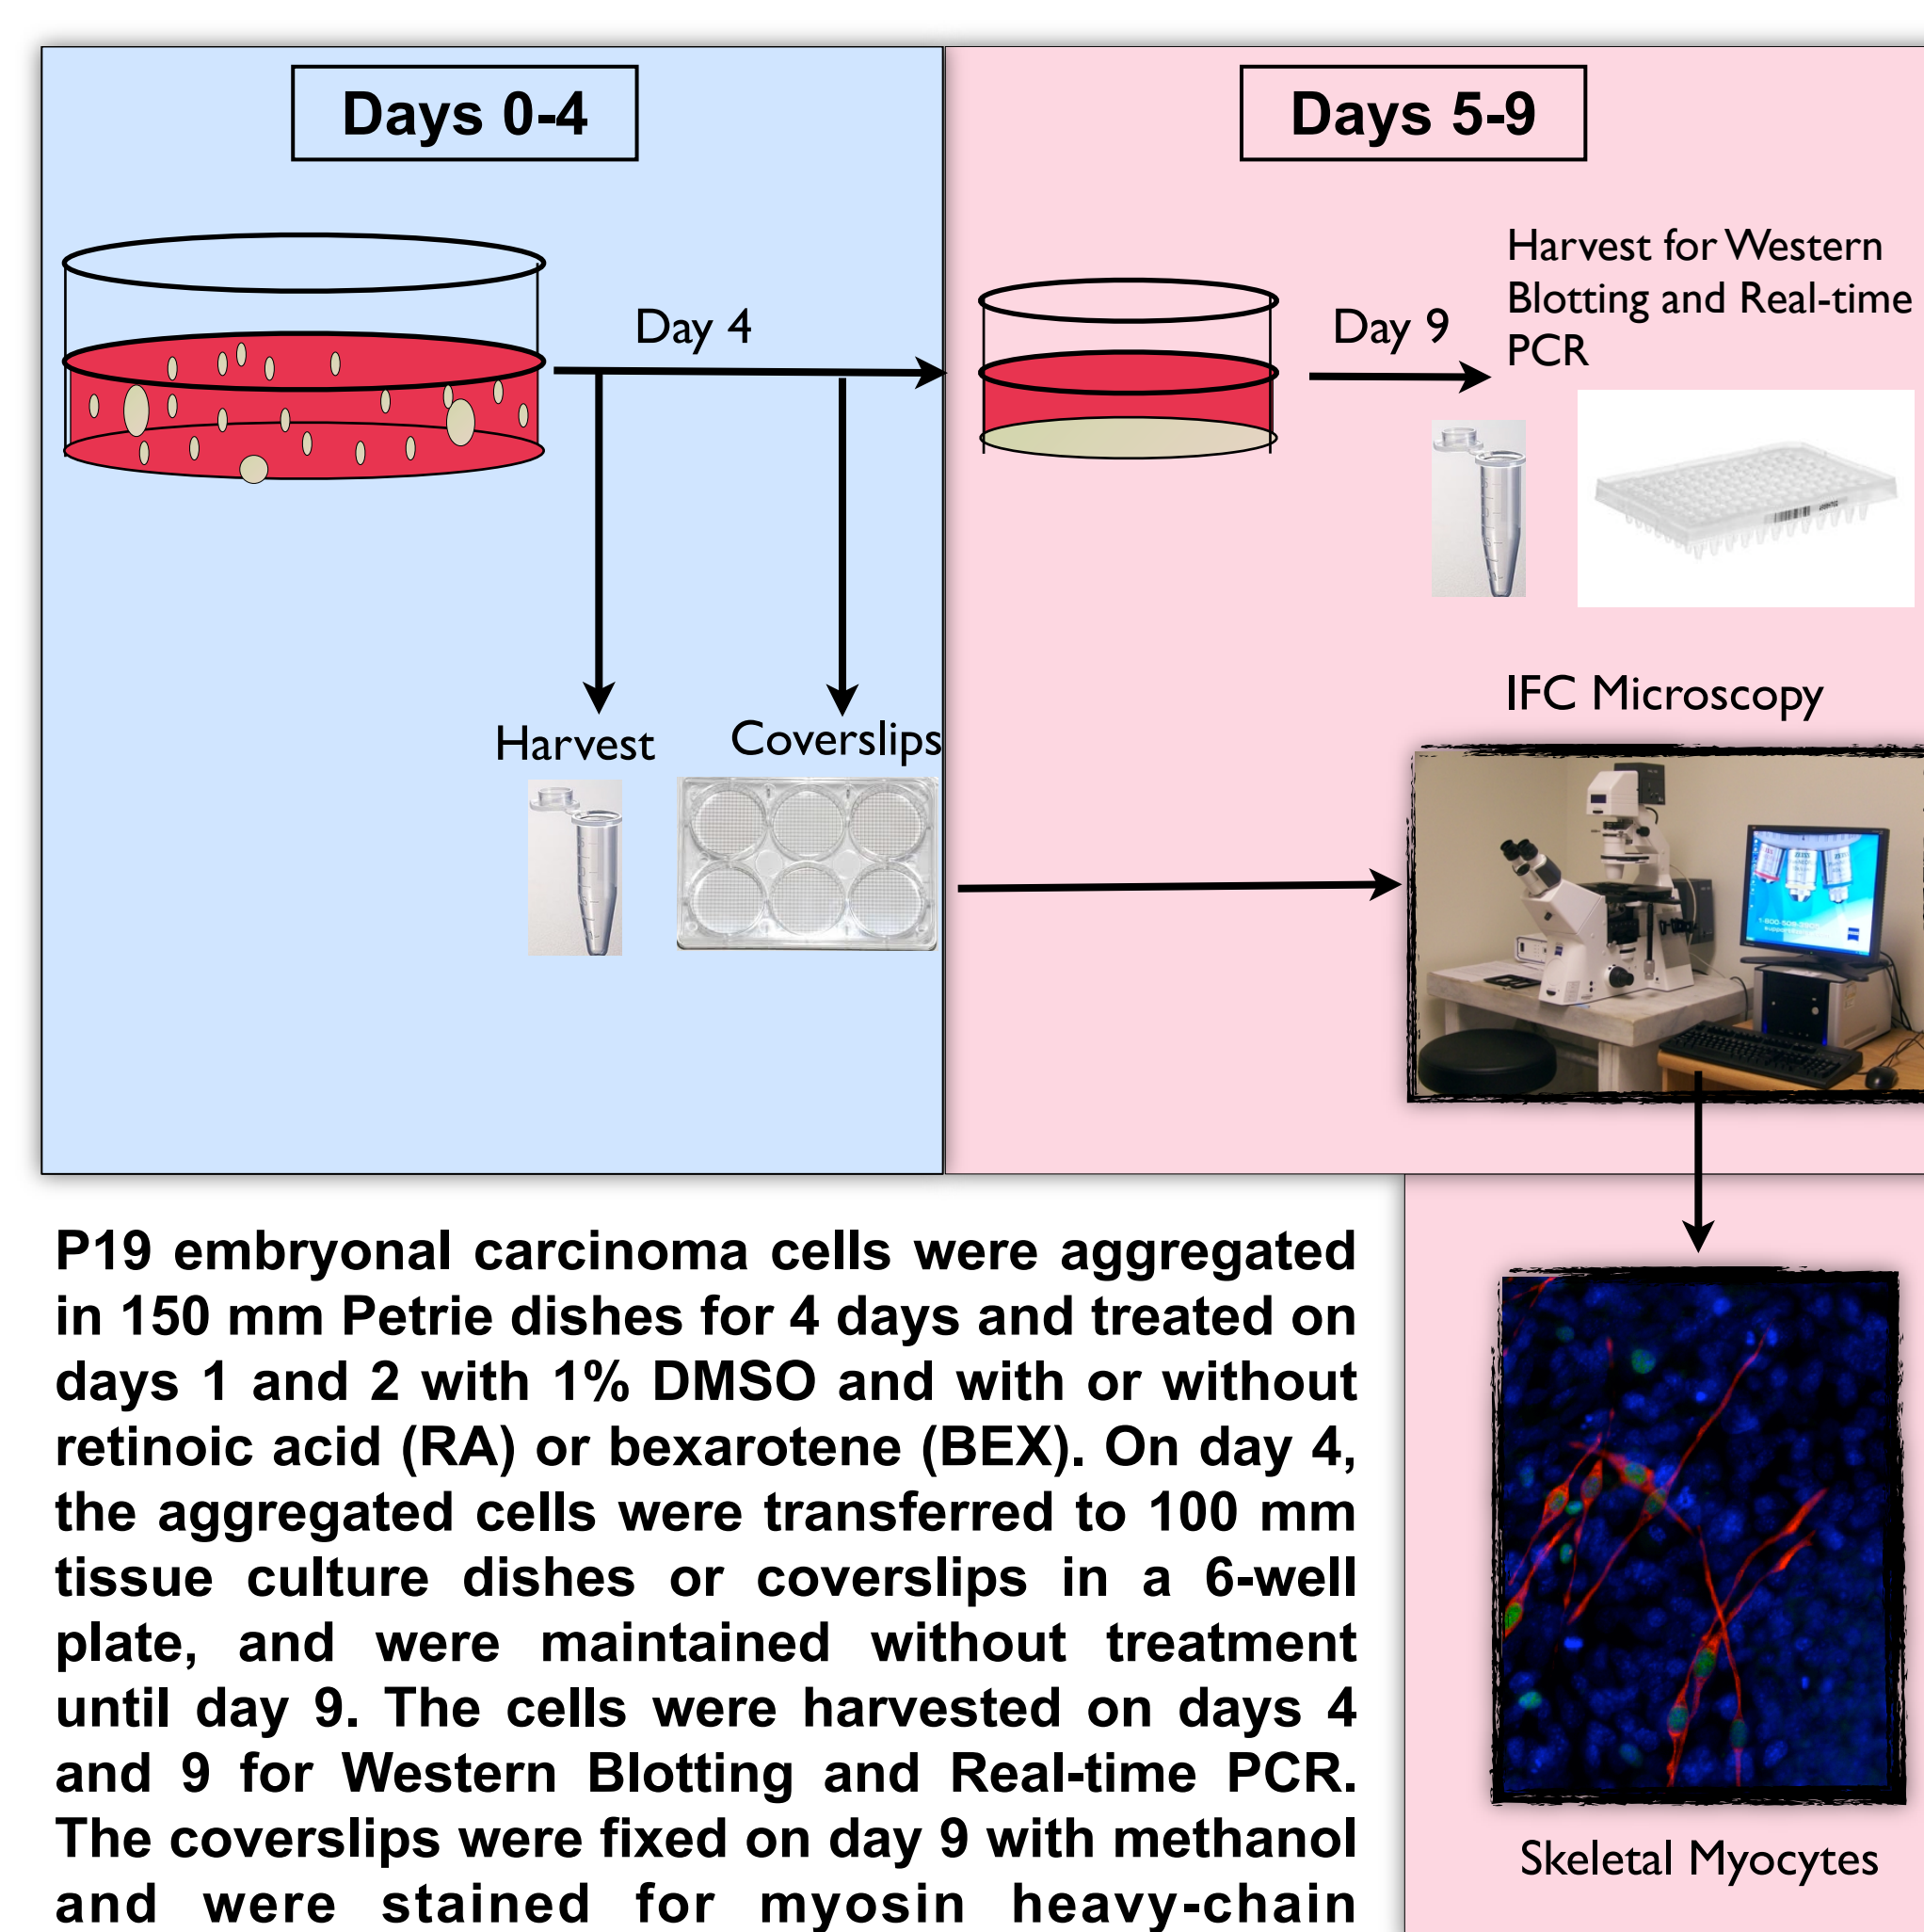 Days 0-4
Days 5-9
Day 4
Day 9
Harvest for Western
Blotting and Real-time
PCR
Harvest
Coverslips
IFC Microscopy
P19 embryonal carcinoma cells were aggregated
in 150 mm Petrie dishes for 4 days and treated on
days 1 and 2 with 1% DMSO and with or without
retinoic acid (RA) or bexarotene (BEX). On day 4,
the aggregated cells were transferred to 100 mm
tissue culture dishes or coverslips in a 6-well
plate, and were maintained without treatment
until day 9. The cells were harvested on days 4
and 9 for Western Blotting and Real-time PCR.
The coverslips were fixed on day 9 with methanol
and were stained for myosin heavy-chain
Skeletal Myocytes